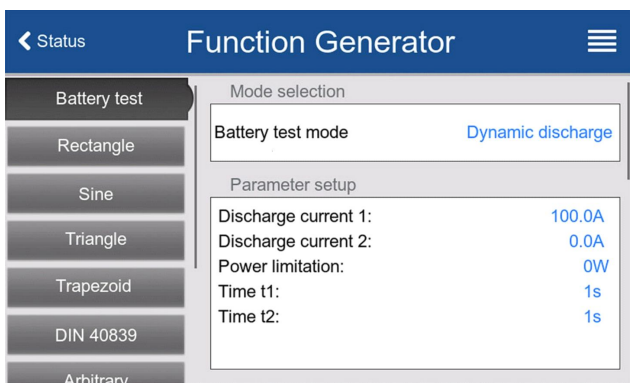 Status
Function Generator
Battery test
Rectangle
Sine
Triangle
Trapezoid
DIN 40839
Arbitrary
Mode selection
Battery test mode Dynamic discharge
Parameter setup
Discharge current 1: 100.0A
Discharge current 2: 0.0A
Power limitation: 0W
Time t1: 1s
Time t2: 1s